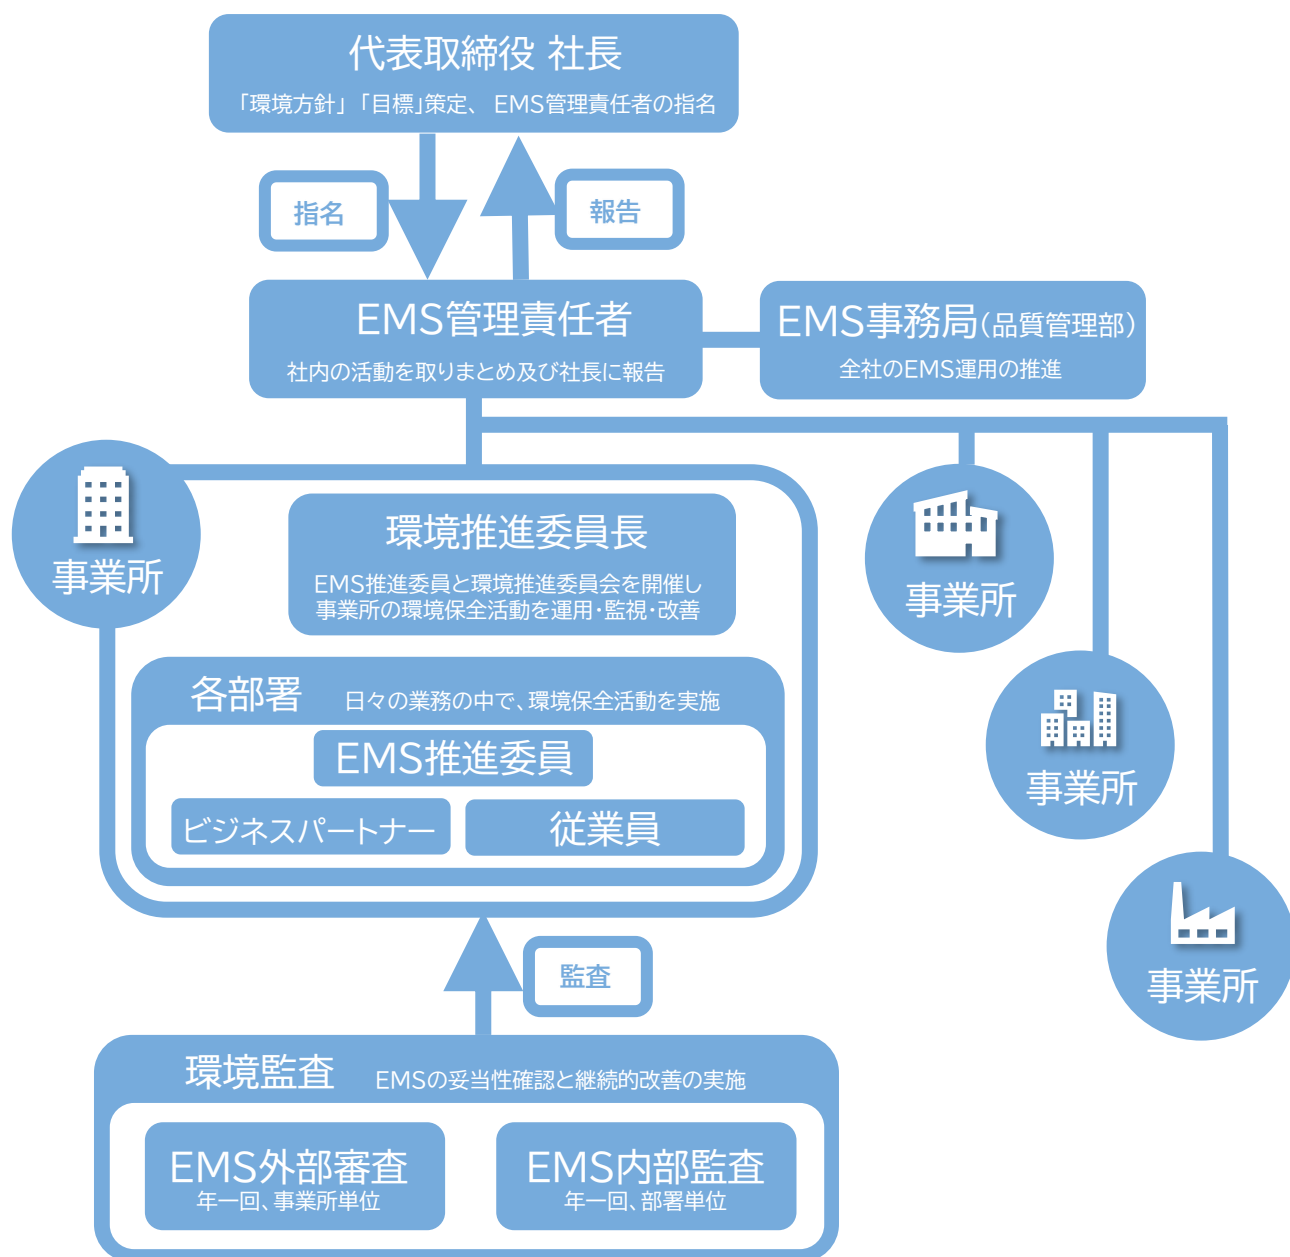 代表取締役 社長
「環境方針」「目標」策定、 EMS管理責任者の指名
指名
報告
EMS管理責任者
社内の活動を取りまとめ及び社長に報告
EMS事務局(品質管理部)
全社のEMS運用の推進
事業所
環境推進委員長
EMS推進委員と環境推進委員会を開催し
事業所の環境保全活動を運用・監視・改善
各部署 日々の業務の中で、環境保全活動を実施
EMS推進委員
ビジネスパートナー
従業員
事業所
事業所
事業所
監査
環境監査 EMSの妥当性確認と継続的改善の実施
EMS外部審査
年一回、事業所単位
EMS内部監査
年一回、部署単位